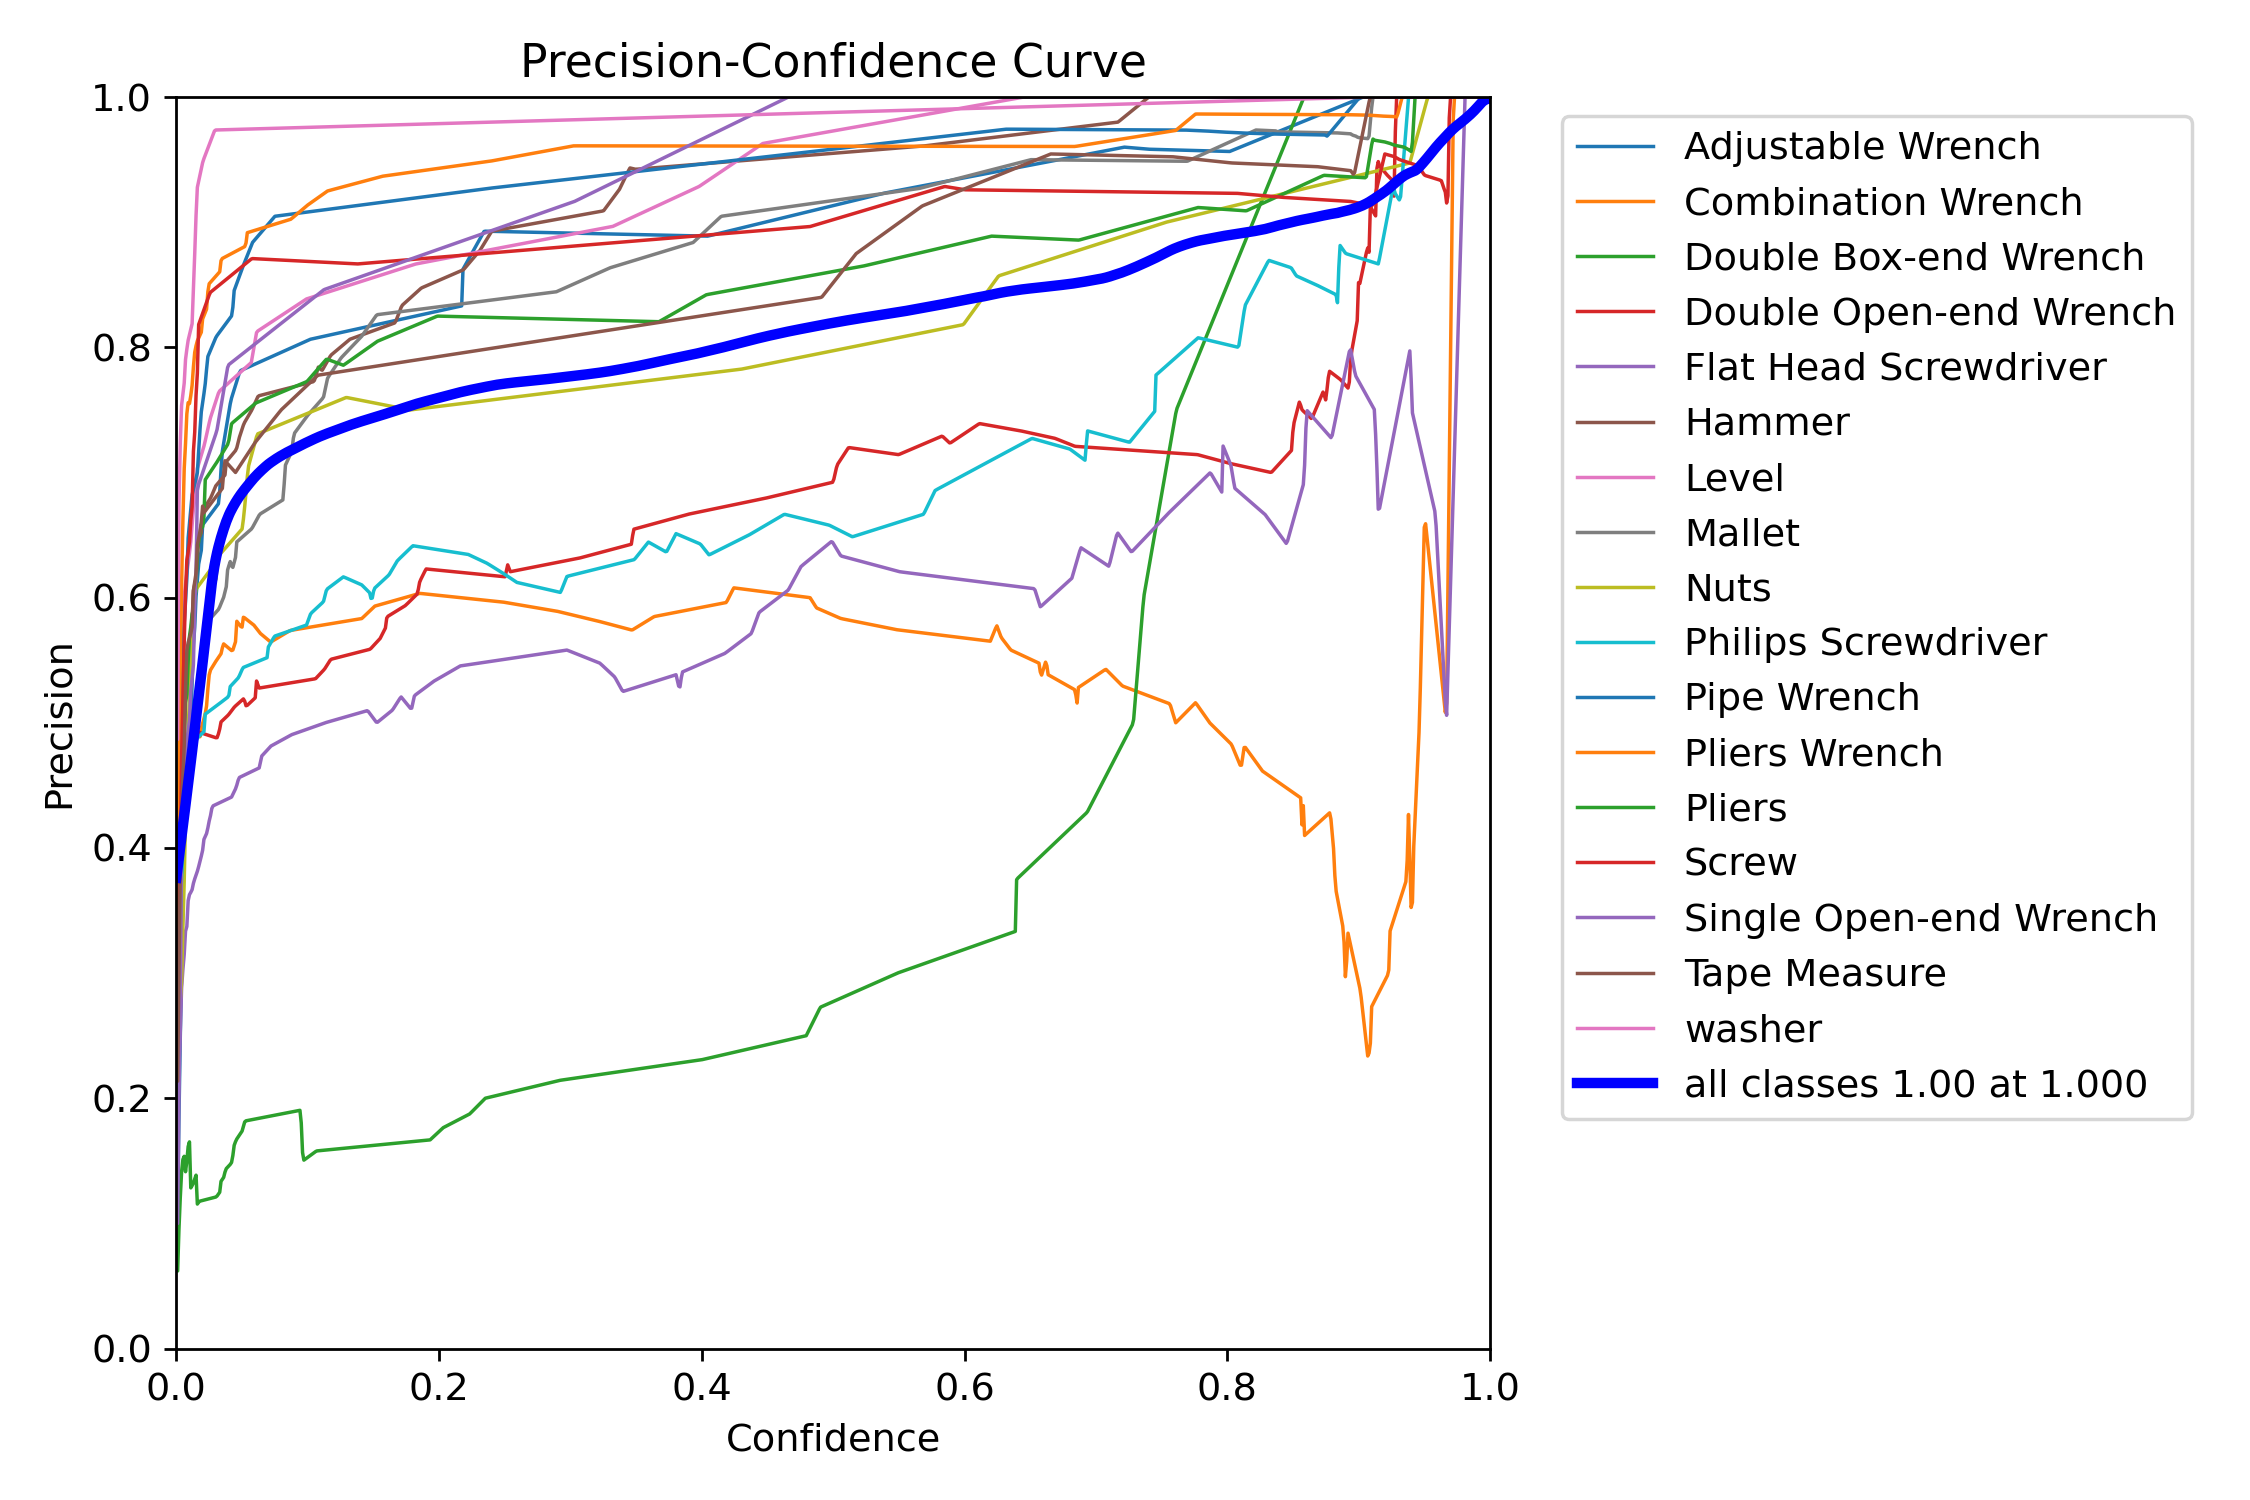 Precision-Confidence Curve
1.0
0.8
0.6
0.4
0.2
0.0
Precision
0.0 0.2 0.4 0.6 0.8 1.0
Confidence
Adjustable Wrench
Combination Wrench
Double Box-end Wrench
Double Open-end Wrench
Flat Head Screwdriver
Hammer
Level
Mallet
Nuts
Philips Screwdriver
Pipe Wrench
Pliers Wrench
Pliers
Screw
Single Open-end Wrench
Tape Measure
washer
all classes 1.00 at 1.000